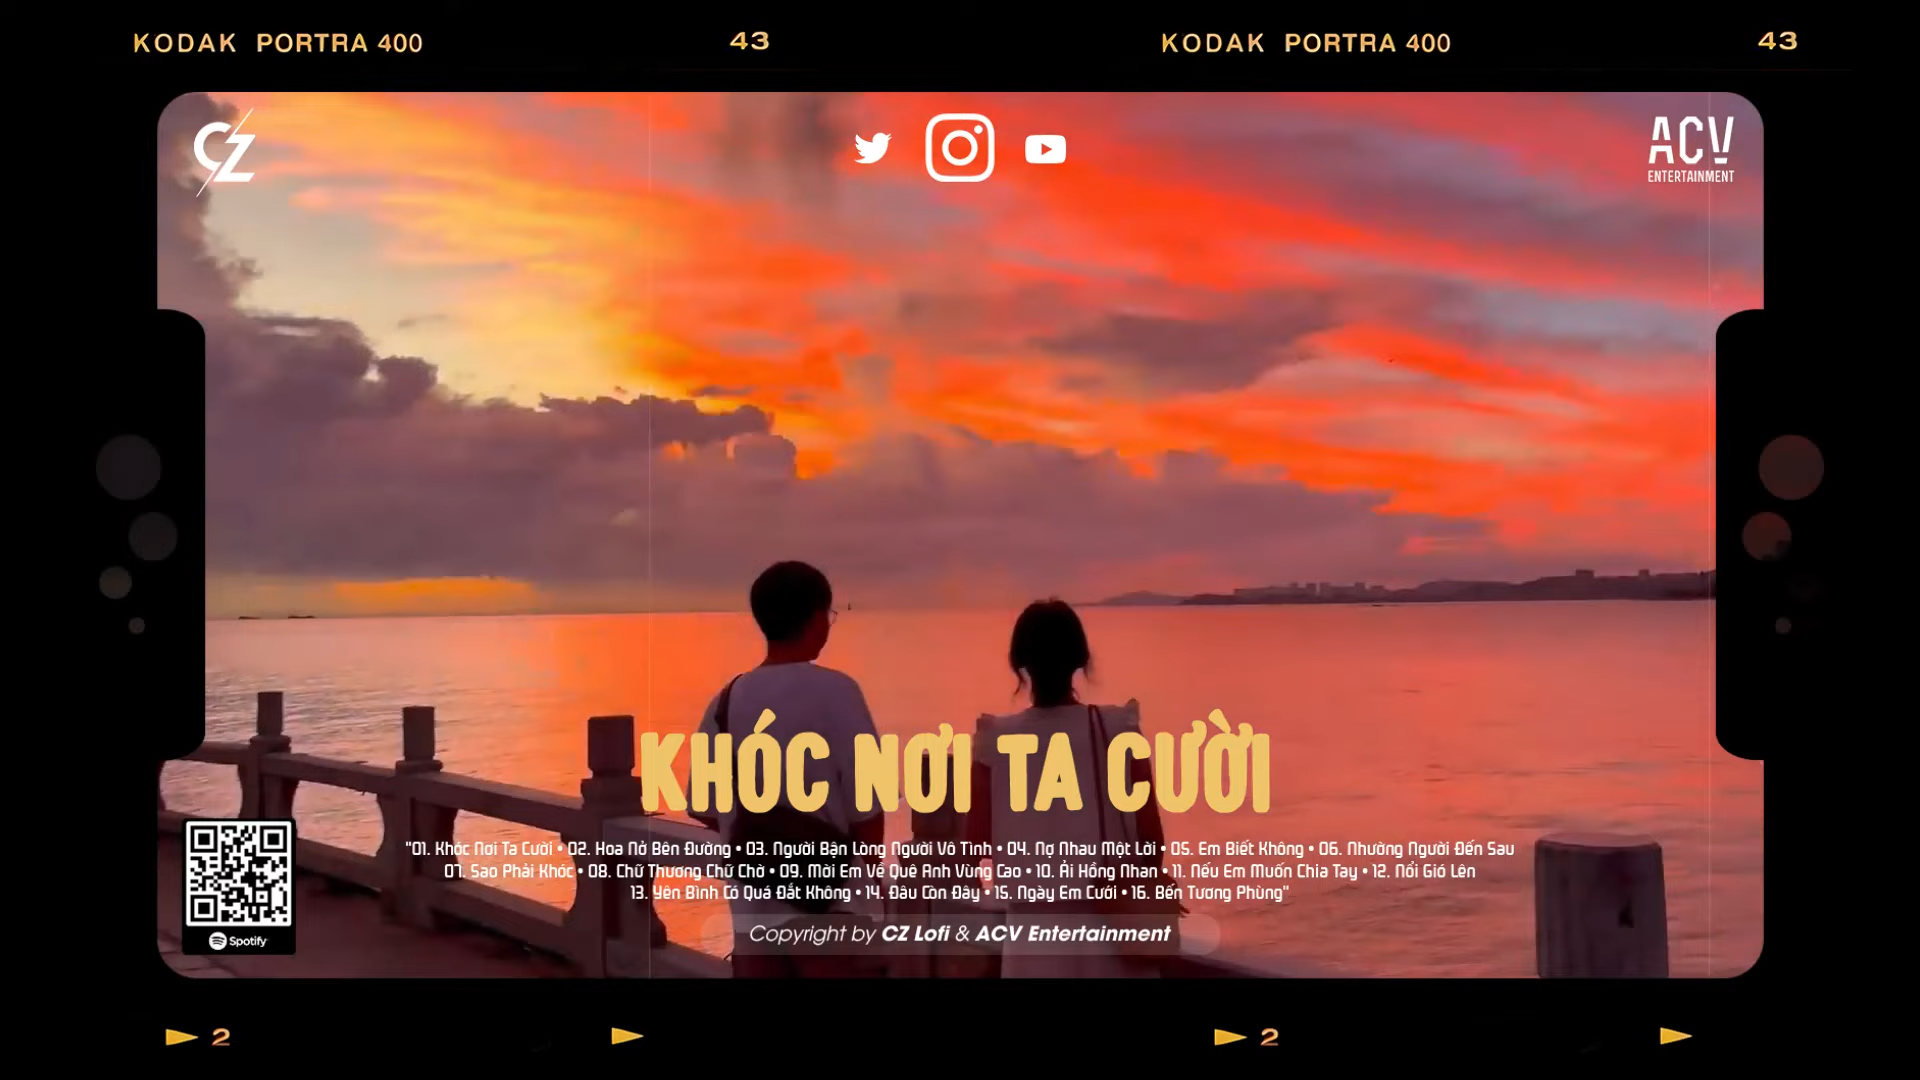 KODAK PORTRA 400 43 KODAK PORTRA 400 43
CZ
ACV
ENTERTAINMENT
KHÓC NƠI TA CƯỜI
"01. Khóc Nơi Ta Cười • 02. Hoa Nở Bên Đường • 03. Người Bận Lòng Người Vô Tình • 04. Nợ Nhau Một Lời • 05. Em Biết Không • 06. Nhường Người Đến Sau
07. Sao Phải Khóc • 08. Chữ Thương Chữ Chờ • 09. Mời Em Về Quê Anh Vùng Cao • 10. Ải Hồng Nhan • 11. Nếu Em Muốn Chia Tay • 12. Nổi Gió Lên
13. Yên Bình Có Quá Đắt Không • 14. Đâu Còn Đây • 15. Ngày Em Cưới • 16. Bến Tương Phùng"
Copyright by CZ Lofi & ACV Entertainment
Spotify
2 2